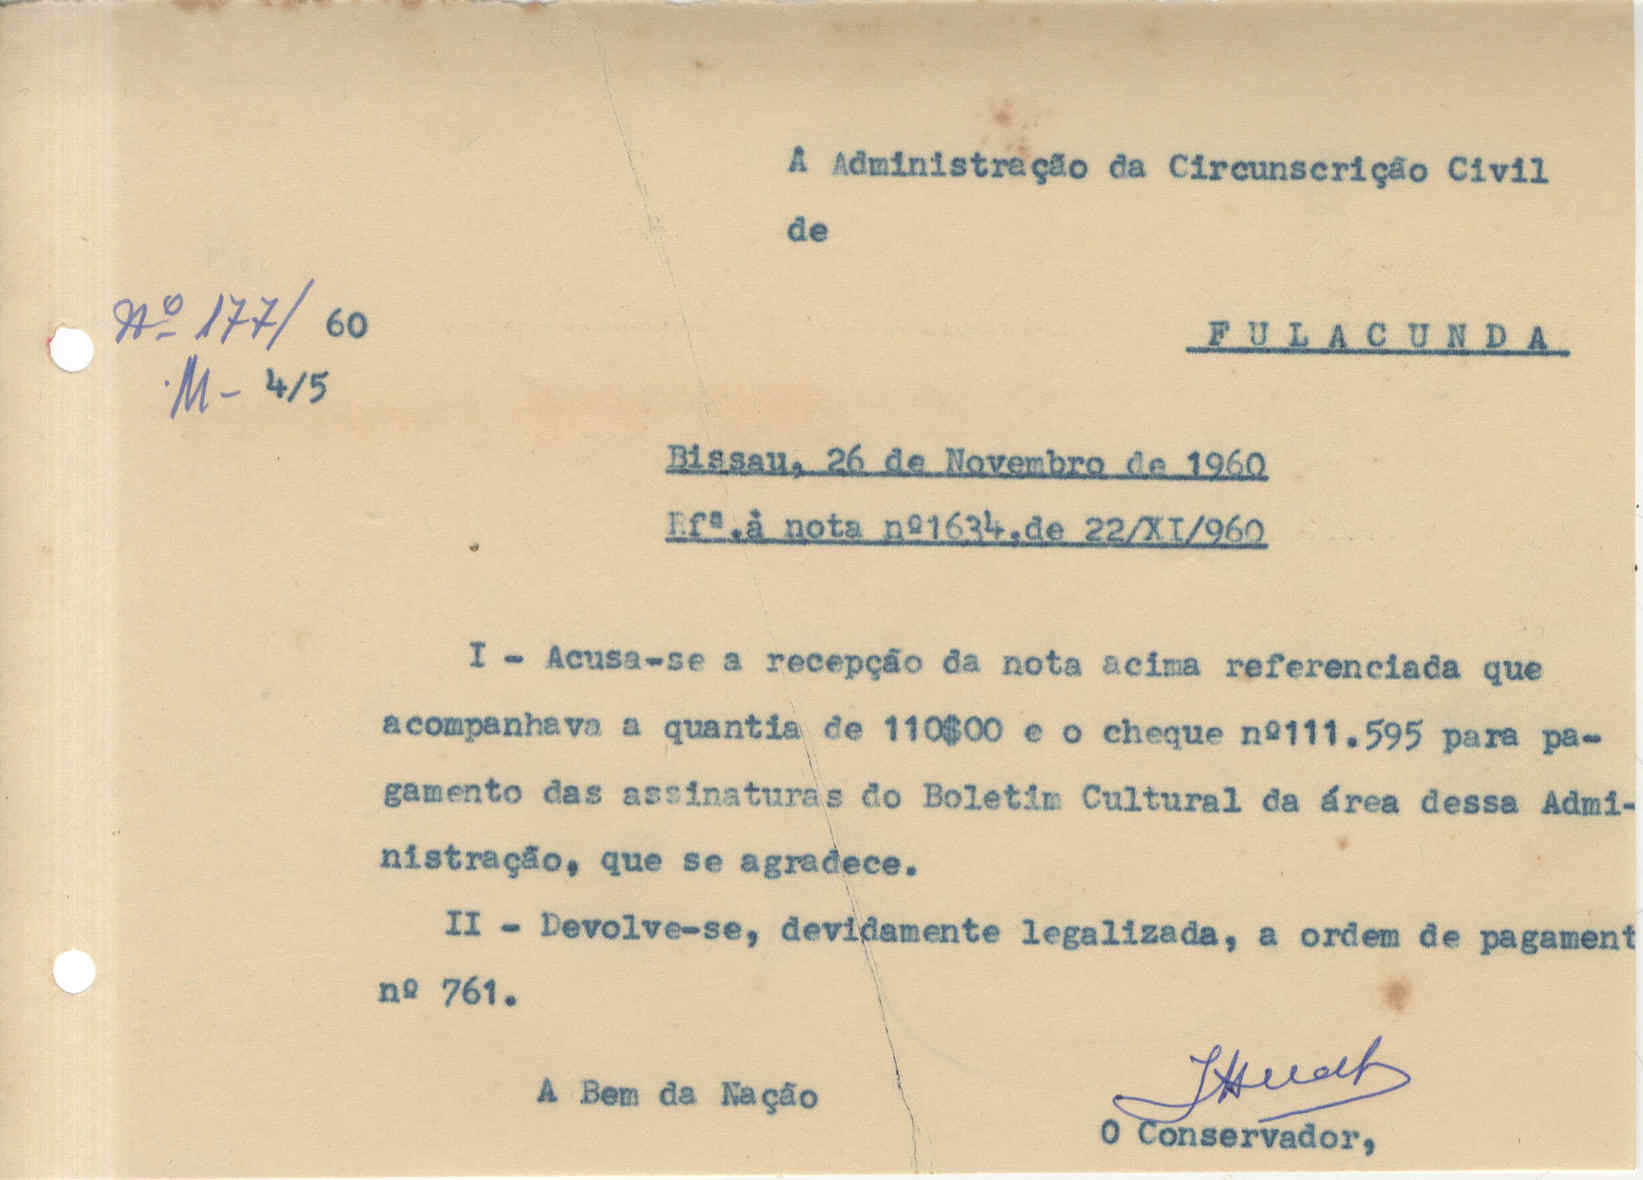 À Administração da Circunscrição Civil
de
Nº 177/ 60
FULACUNDA
M- 4/5
Bissau, 26 de Novembro de 1960
Rfª.à nota nº1634,de 22/XI/960
I - Acusa-se a recepção da nota acima referenciada que
acompanhava a quantia de 110$00 e o cheque nº111.595 para pa-
gamento das assinaturas do Boletim Cultural da área dessa Admi-
nistração, que se agradece.
II - Devolve-se, devidamente legalizada, a ordem de pagament
nº 761.
A Bem da Nação
O Conservador,